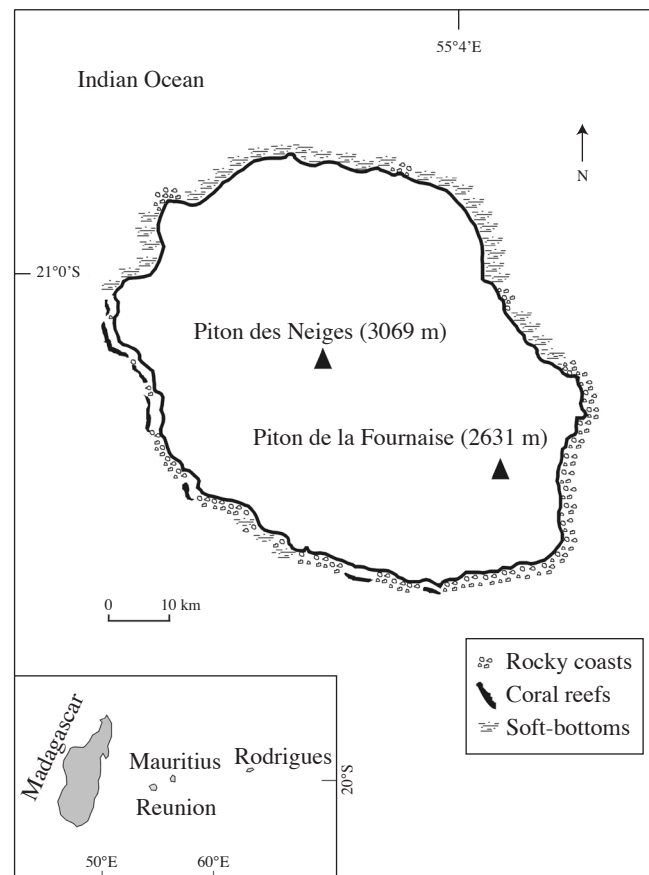 55°4'E
Indian Ocean
N
21°0'S
Piton des Neiges (3069 m)
Piton de la Fournaise (2631 m)
0 10 km
Rocky coasts
Coral reefs
Soft-bottoms
Madagascar
Mauritius
Rodrigues
Reunion
20°S
50°E 60°E